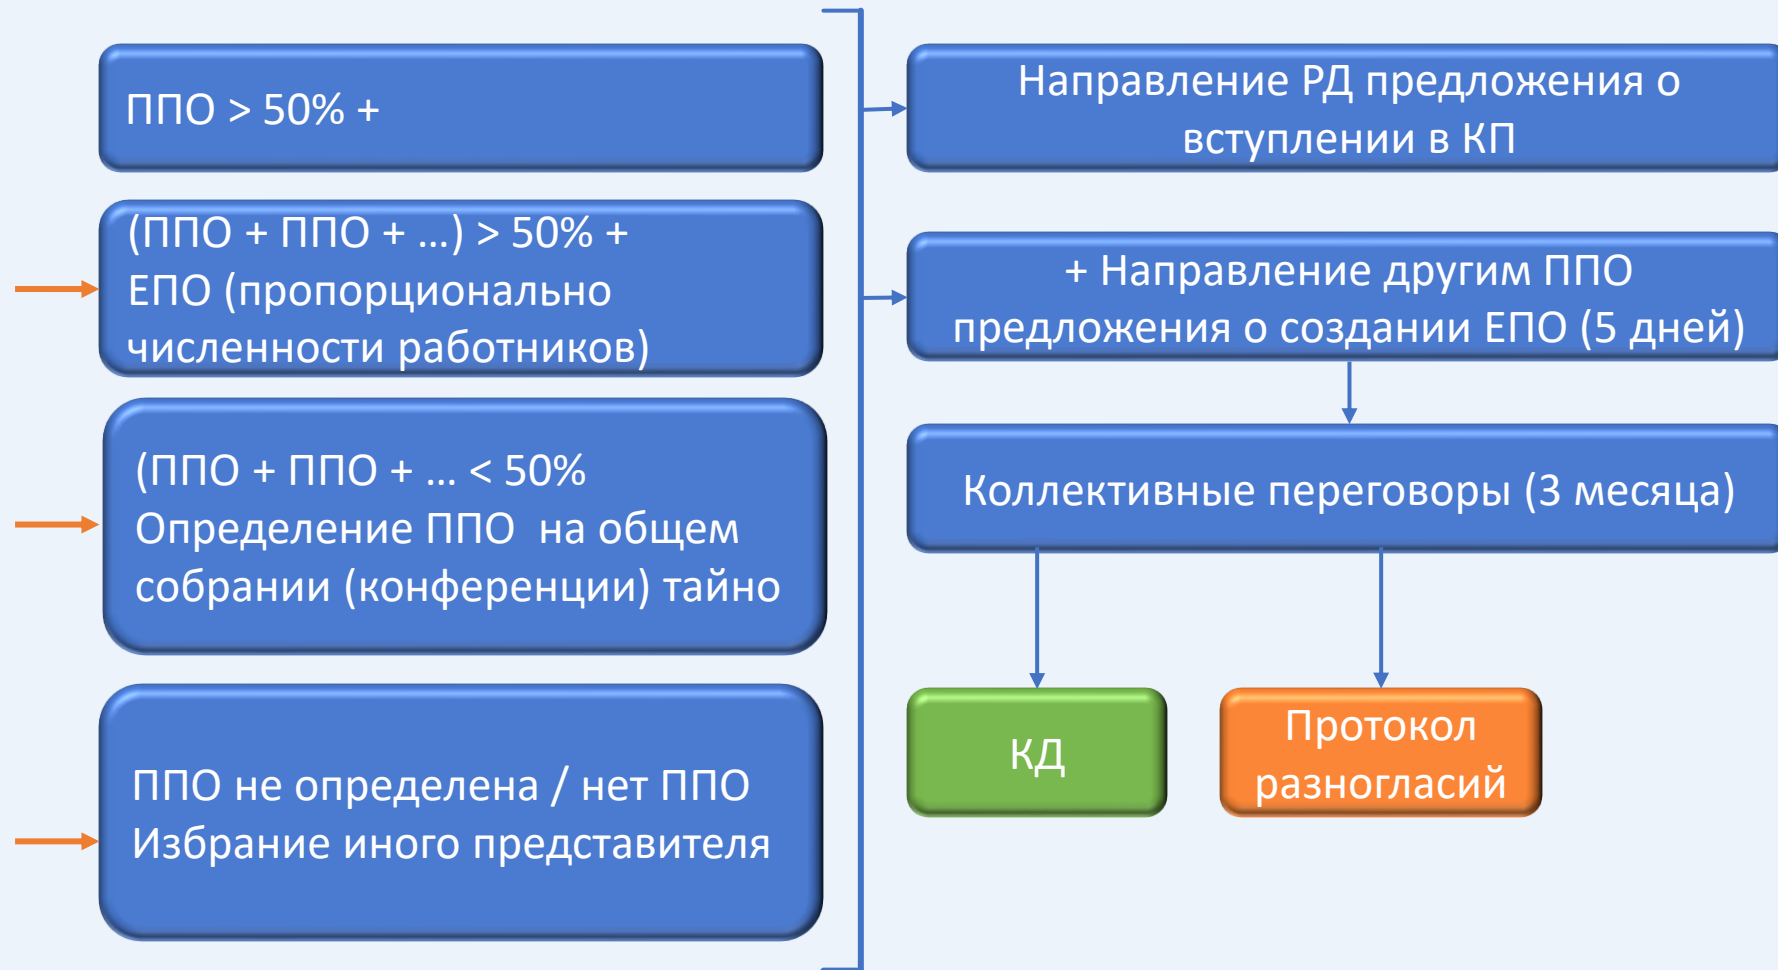 ППО > 50% +
(ППО + ППО + ...) > 50% +
ЕПО (пропорционально
численности работников)
(ППО + ППО + ... < 50%
Определение ППО  на общем
собрании (конференции) тайно
ППО не определена / нет ППО
Избрание иного представителя
Направление РД предложения о
вступлении в КП
+ Направление другим ППО
предложения о создании ЕПО (5 дней)
Коллективные переговоры (3 месяца)
КД
Протокол
разногласий